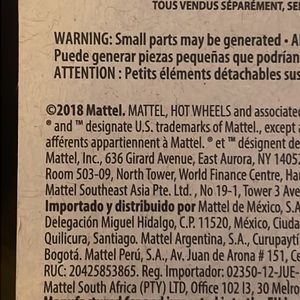 TOUS VENDUS SÉPARÉMENT, SE
WARNING: Small parts may be generated • A
Puede generar piezas pequeñas que podrían
ATTENTION : Petits éléments détachables sus
©2018 Mattel. MATTEL, HOT WHEELS and associated
® and ™ designate U.S. trademarks of Mattel., except
afférents appartiennent à Mattel. ® et ™ désignent de
Mattel, Inc., 636 Girard Avenue, East Aurora, NY 14052
Room 503-09, North Tower, World Finance Centre, Har
Mattel Southeast Asia Pte. Ltd. , No 19-1, Tower 3 Ave
Importado y distribuido por Mattel de México, S.A
Delegación Miguel Hidalgo, C.P. 11520, México, Ciuda
Quilicura, Santiago. Mattel Argentina, S.A., Curupaytí
Bogotá. Mattel Perú, S.A., Av. Juan de Arona # 151, Ce
RUC: 20425853865. Reg. Importador: 02350-12-JUE-
Mattel South Africa (PTY) LTD, Office 102 I3, 30 Melro